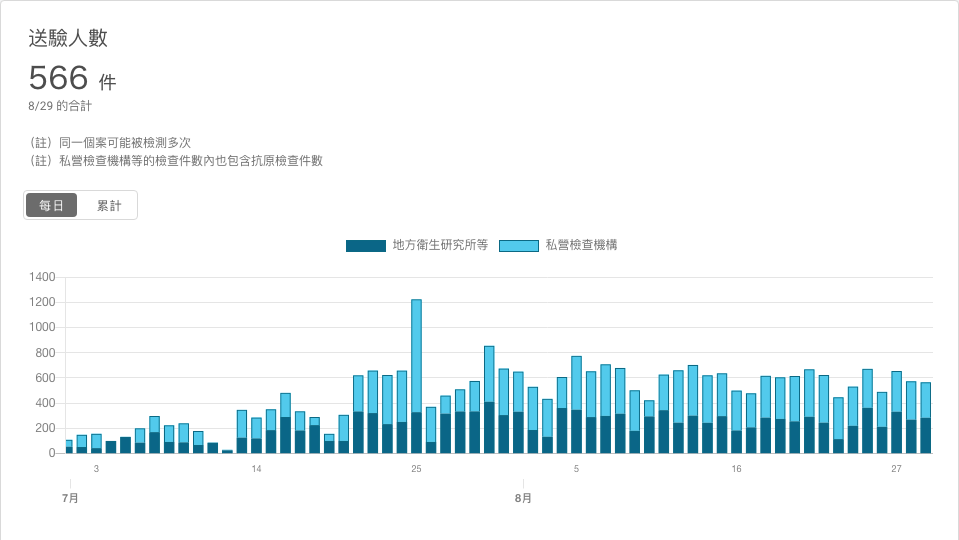 送驗人數
566 件
8/29 的合計
（註）同一個案可能被檢測多次
（註）私營檢查機構等的檢查件數內也包含抗原檢查件數
每日 累計
地方衛生研究所等 私營檢查機構
1400
1200
1000
800
600
400
200
0
3 14 25 5 16 27
7月 8月